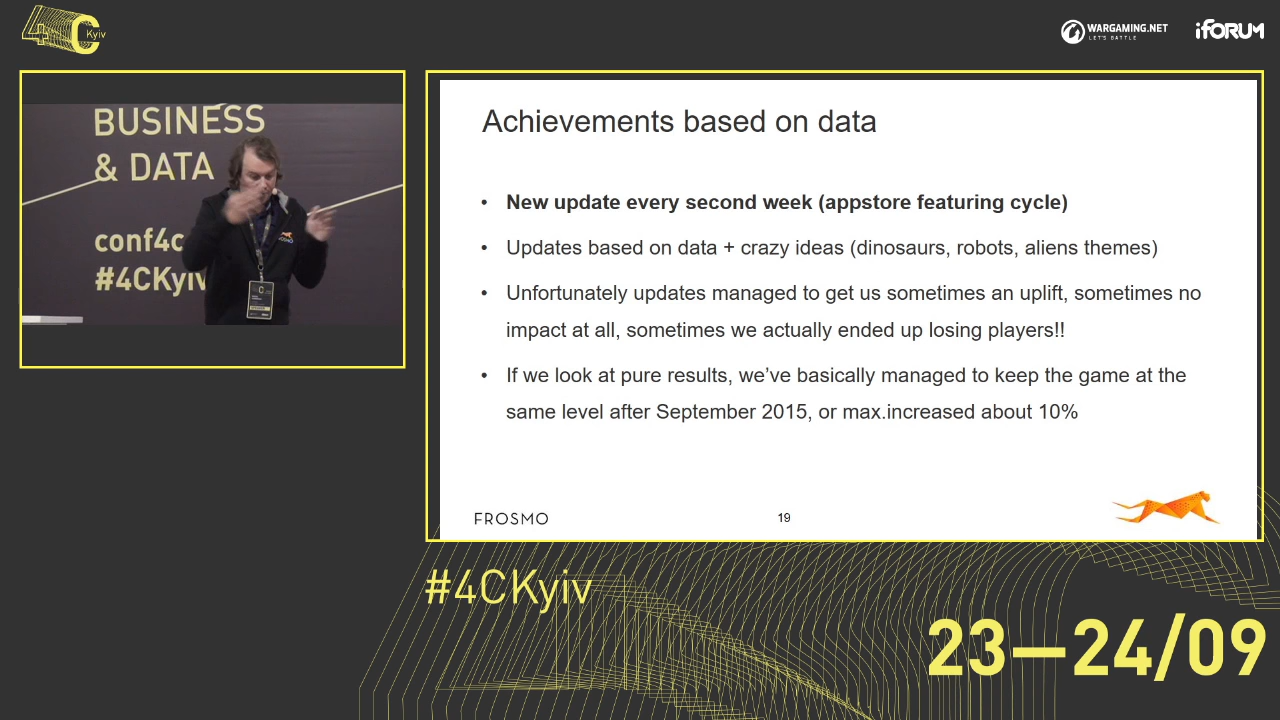 4C Kyiv
WARGAMING.NET
LET'S BATTLE
iFORUM
BUSINESS
& DATA
conf4c
#4CKyiv
Achievements based on data
• New update every second week (appstore featuring cycle)
• Updates based on data + crazy ideas (dinosaurs, robots, aliens themes)
• Unfortunately updates managed to get us sometimes an uplift, sometimes no
impact at all, sometimes we actually ended up losing players!!
• If we look at pure results, we’ve basically managed to keep the game at the
same level after September 2015, or max.increased about 10%
FROSMO
19
#4CKyiv
23—24/09